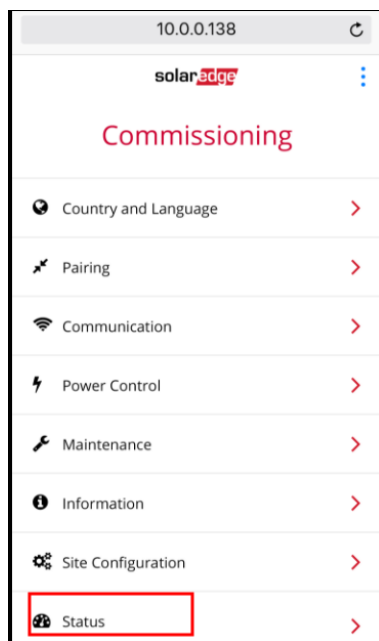 10.0.0.138
solaredge
Commissioning
Country and Language
Pairing
Communication
Power Control
Maintenance
Information
Site Configuration
Status